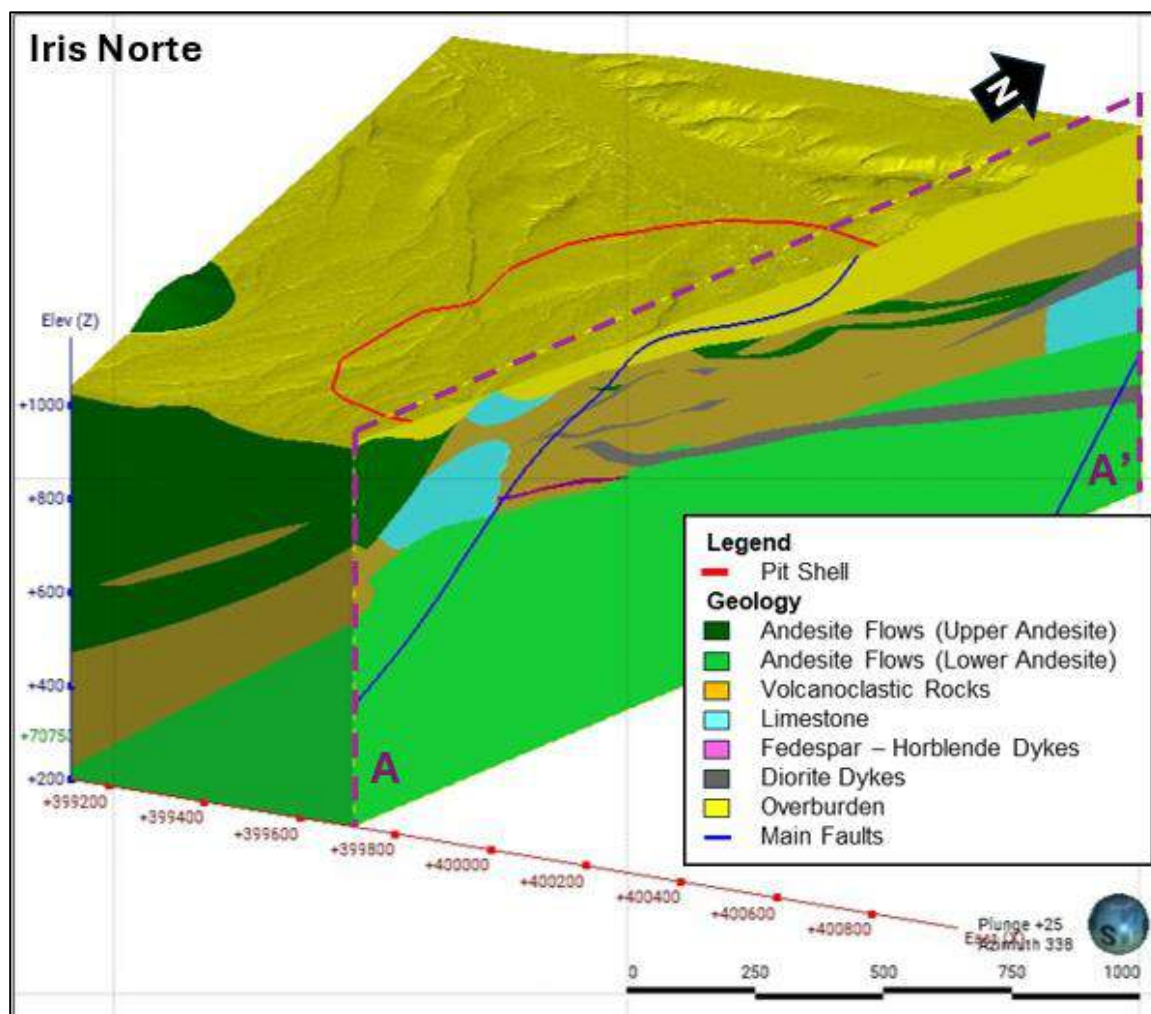 Iris Norte
N
Elev (Z)
+1000
+800
+600
+400
+70750
+200
A
A’
+399200
+399400
+399600
+399800
+400000
+400200
+400400
+400600
+400800
Legend
Pit Shell
Geology
Andesite Flows (Upper Andesite)
Andesite Flows (Lower Andesite)
Volcanoclastic Rocks
Limestone
Fedespar – Horblende Dykes
Diorite Dykes
Overburden
Main Faults
Plunge +25
East (X)
Azimuth 338
S
0 250 500 750 1000